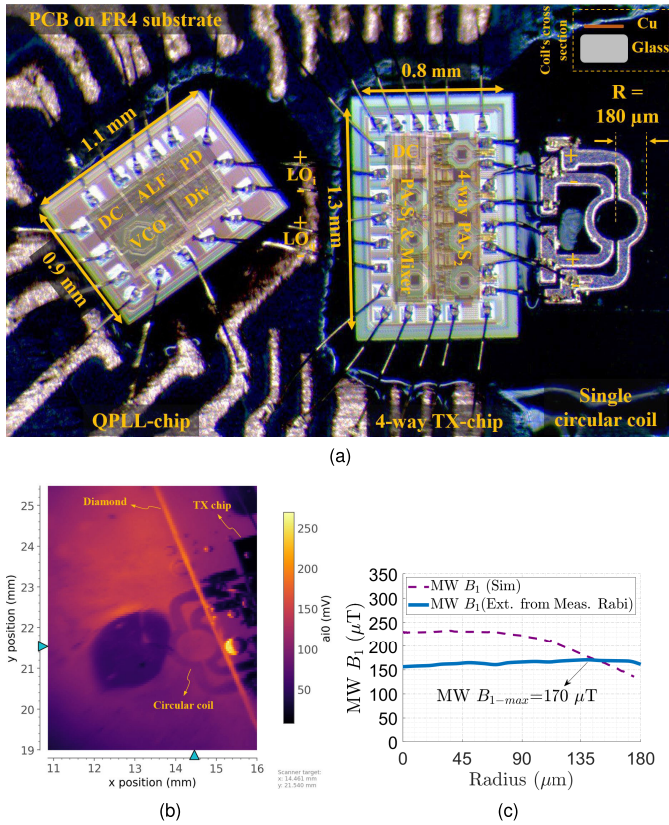 PCB on FR4 substrate
Coil's cross
section
Cu
Glass
0.8 mm
R =
180 µm
1.1 mm
DC
ALF
PD
VCO
Div
0.9 mm
+
LO
-
+
LO
-
1.3 mm
DC
PA/S, & Mixer
4-way PA/S,
+
-
-
+
QPLL-chip
4-way TX-chip
Single
circular coil
(a)
y position (mm)
25
24
23
22
21
20
19
Diamond
TX chip
Circular coil
11
12
13
14
15
16
x position (mm)
250
200
150
100
50
ai0 (mV)
Scanner target:
x: 14.461 mm
y: 21.540 mm
(b)
MW B₁ (µT)
350
300
250
200
150
100
50
0
MW B₁ (Sim)
MW B₁(Ext. from Meas. Rabi)
MW B₁₋ₘₐₓ=170 µT
0
45
90
135
180
Radius (µm)
(c)